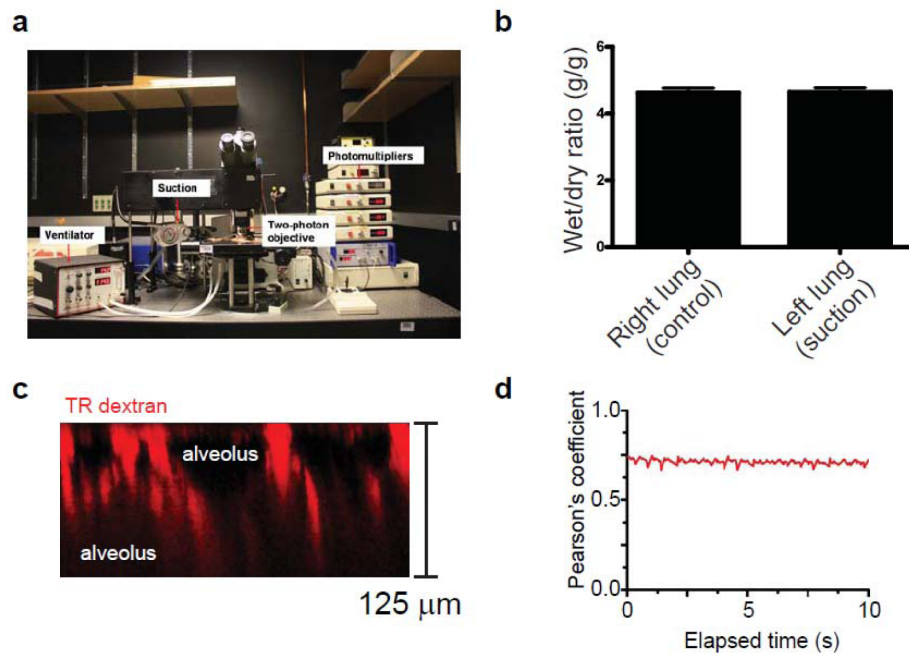 a
Suction
Photomultipliers
Ventilator
Two-photon
objective
b
Wet/dry ratio (g/g)
6
4
2
0
Right lung
(control)
Left lung
(suction)
c
TR dextran
alveolus
alveolus
125 μm
d
Pearson's coefficient
1.0
0.5
0.0
0
5
10
Elapsed time (s)